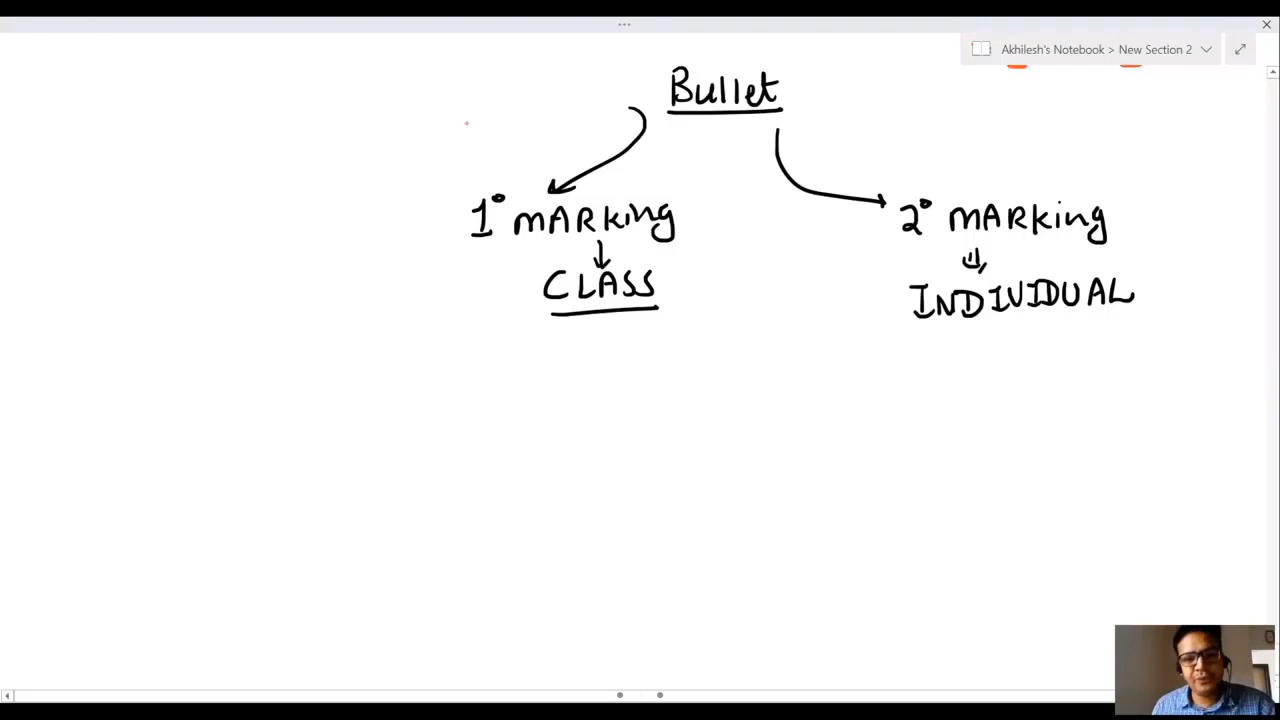 Akhilesh's Notebook > New Section 2
Bullet
1° MARKing
2° MARKing
CLASS
INDIVIDUAL